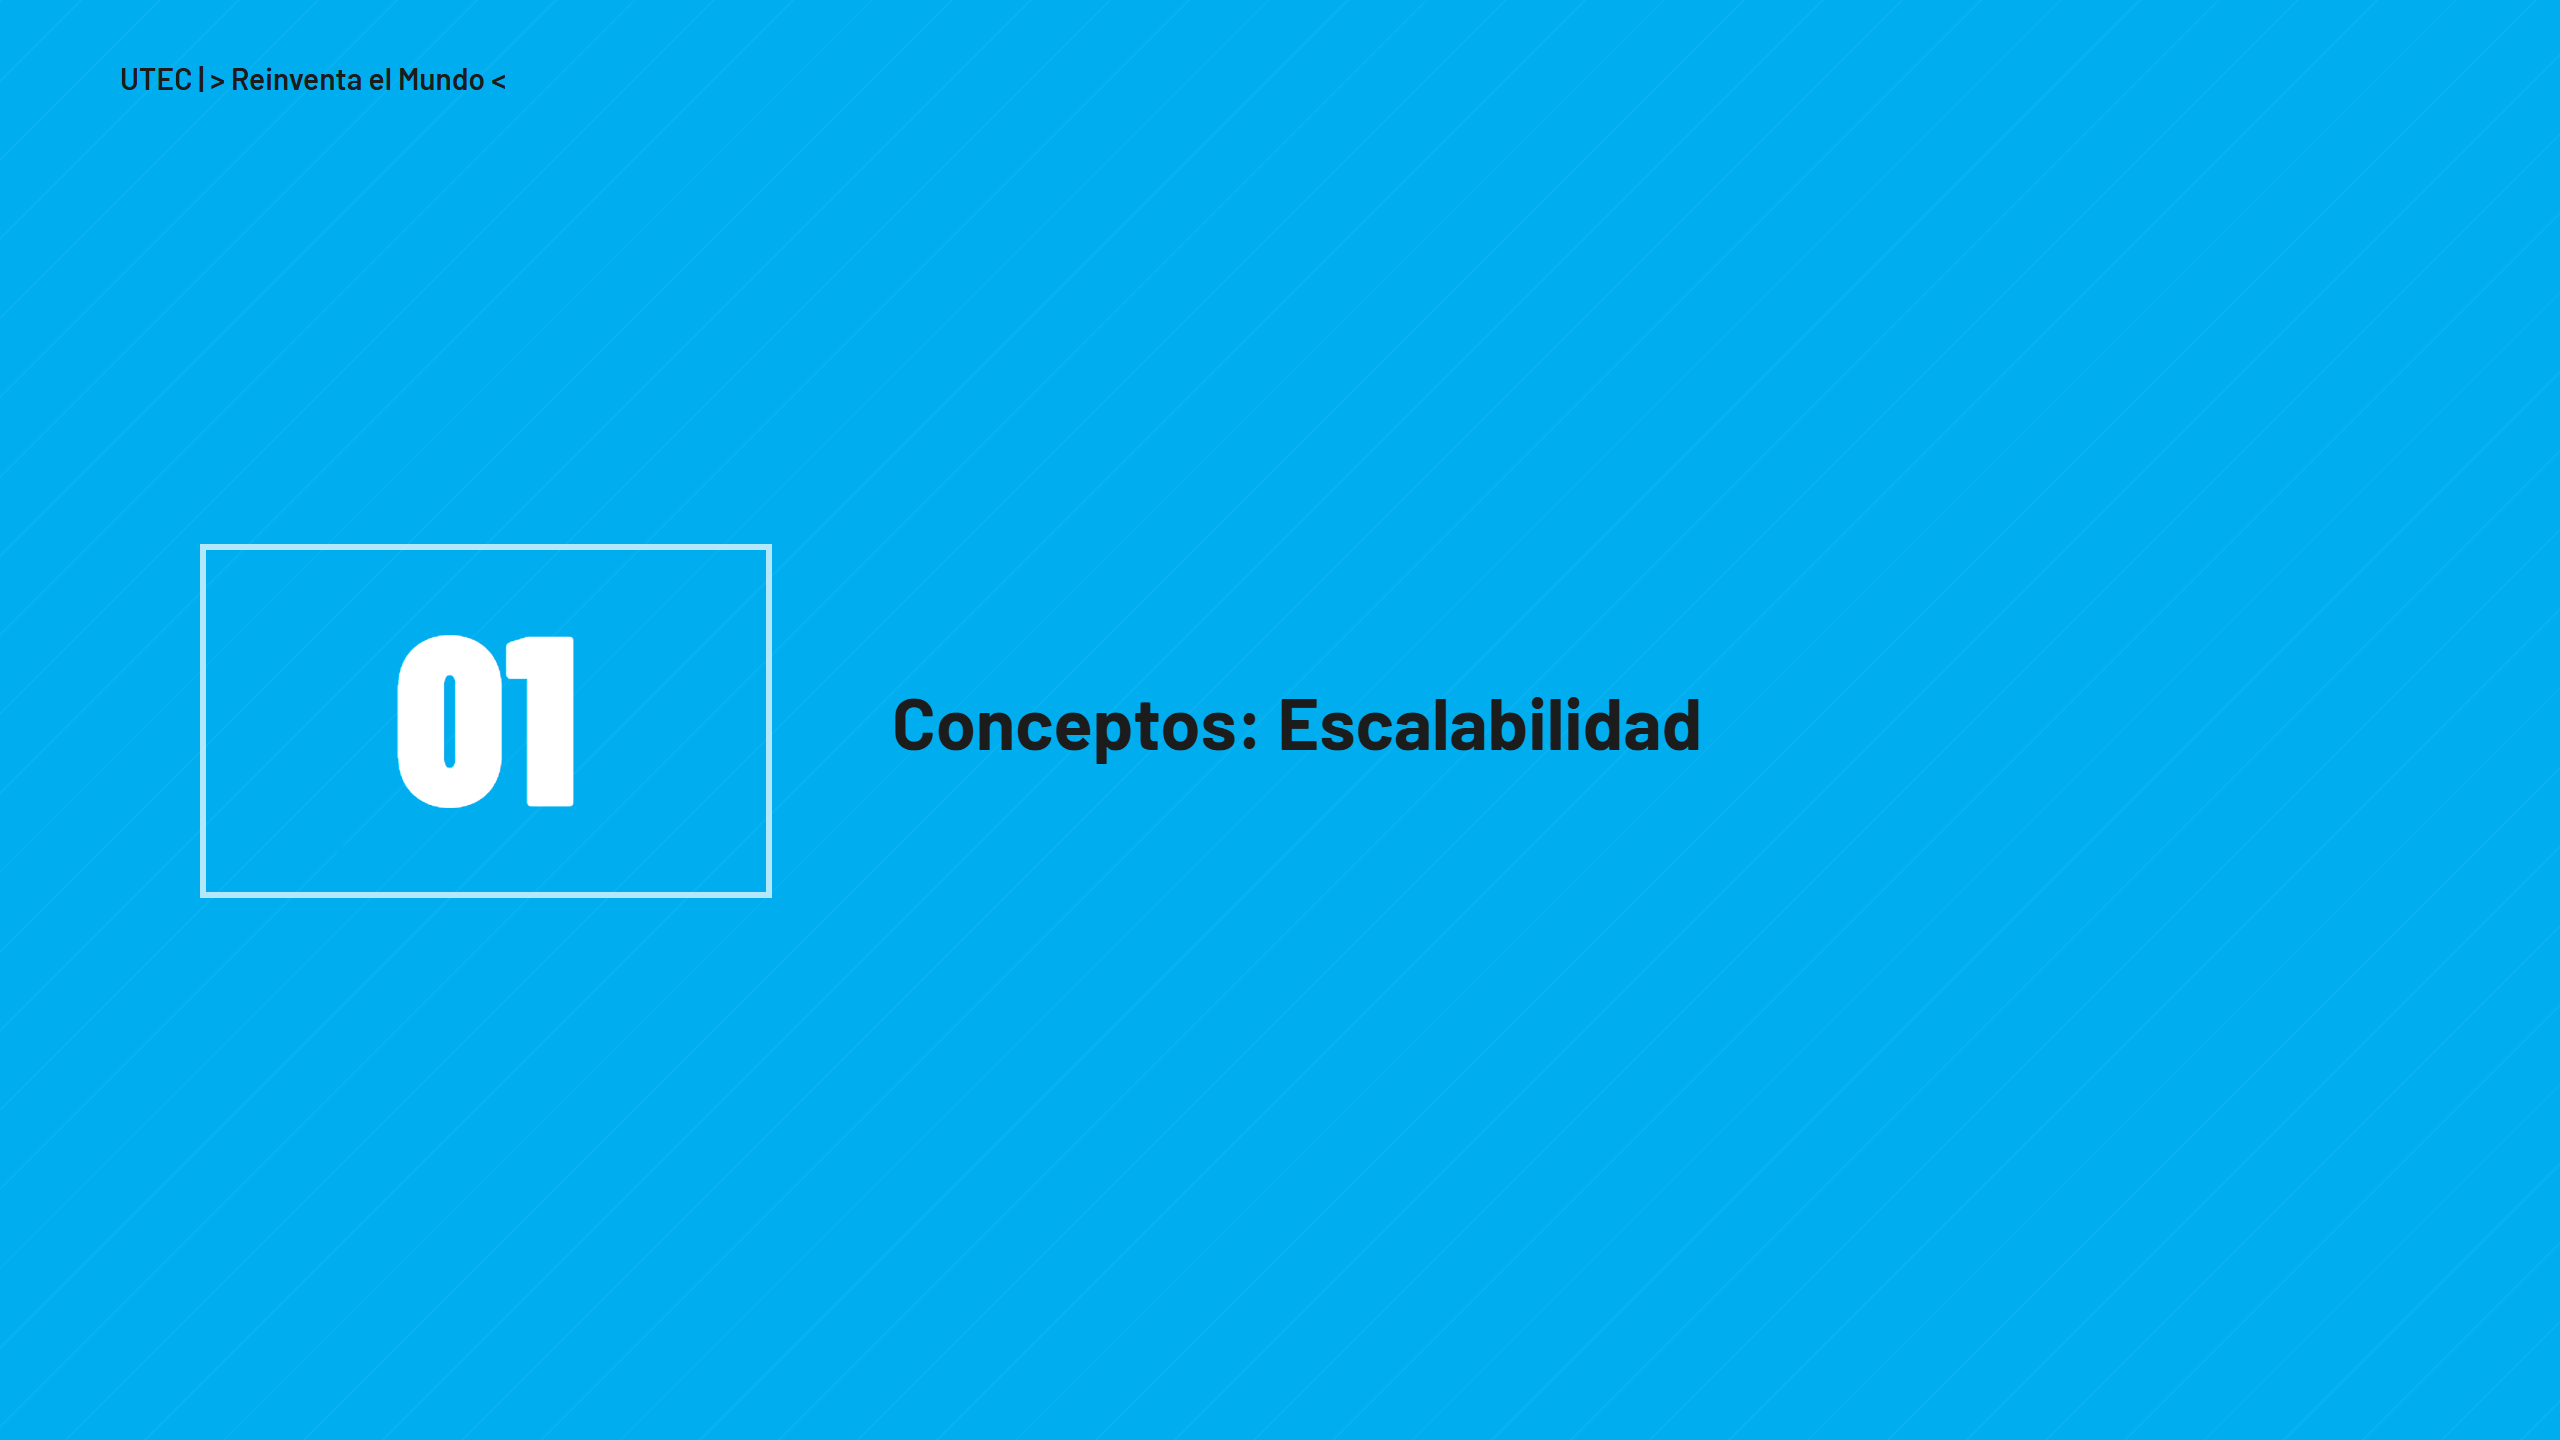 UTEC | > Reinventa el Mundo <
01
Conceptos: Escalabilidad